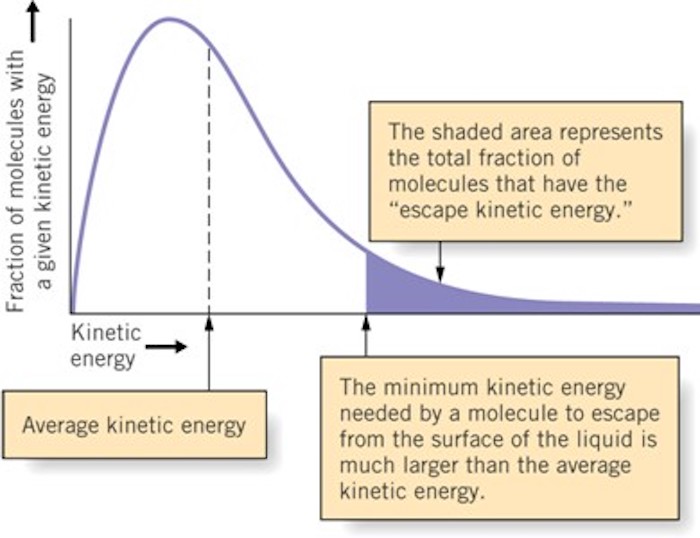 Fraction of molecules with
a given kinetic energy
The shaded area represents
the total fraction of
molecules that have the
“escape kinetic energy.”
Kinetic
energy
Average kinetic energy
The minimum kinetic energy
needed by a molecule to escape
from the surface of the liquid is
much larger than the average
kinetic energy.